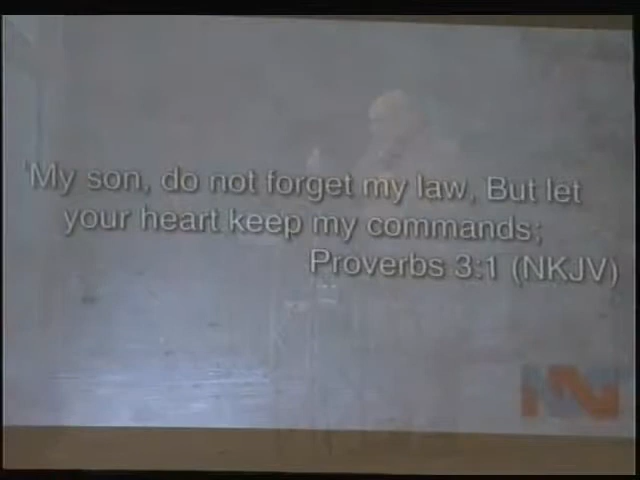 'My son, do not forget my law, But let
your heart keep my commands;
Proverbs 3:1 (NKJV)